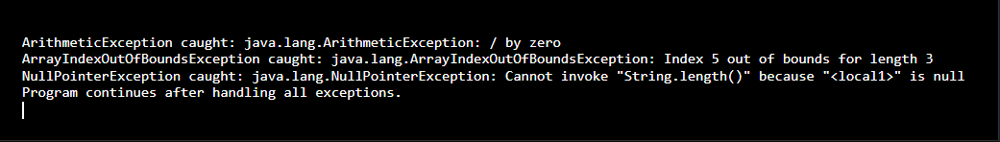 ArithmeticException caught: java.lang.ArithmeticException: / by zero
ArrayIndexOutOfBoundsException caught: java.lang.ArrayIndexOutOfBoundsException: Index 5 out of bounds for length 3
NullPointerException caught: java.lang.NullPointerException: Cannot invoke "String.length()" because "<local1>" is null
Program continues after handling all exceptions.